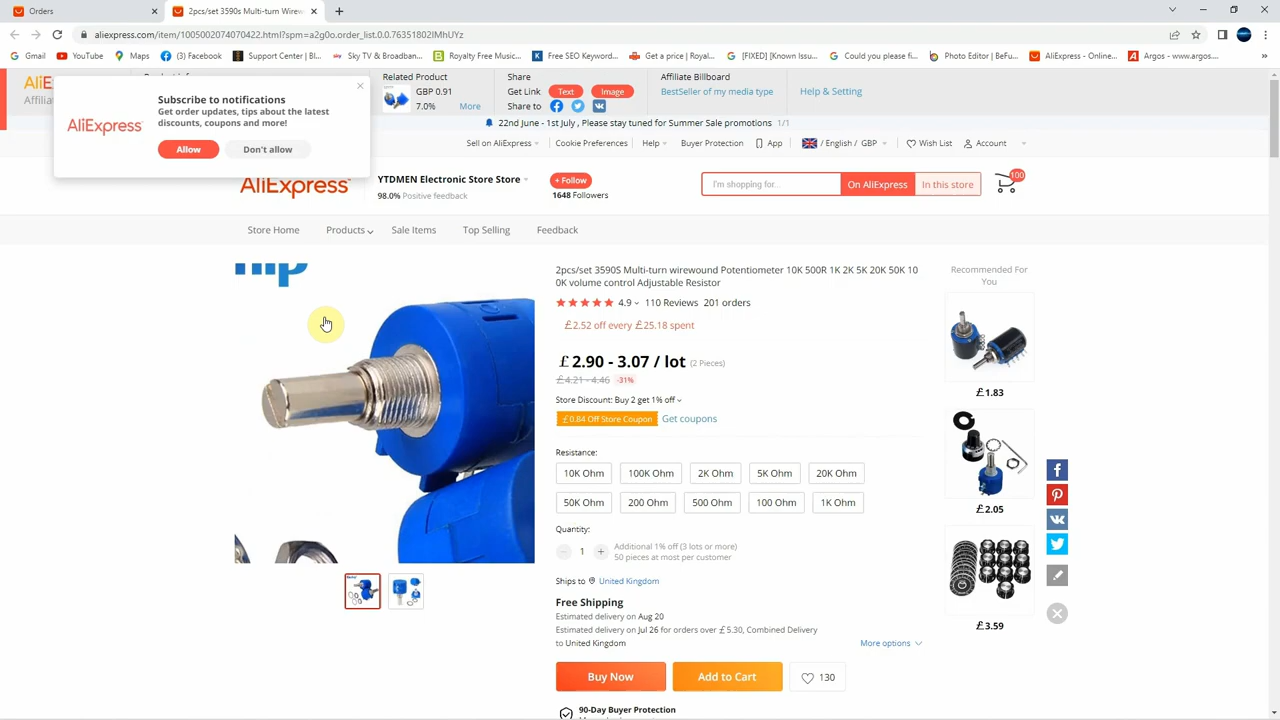 Orders
2pcs/set 3590s Multi-turn Wirew
aliexpress.com/item/1005002074070422.html?spm=a2g0o.order_list.0.0.76351802IMhUYz
Gmail
YouTube
Maps
(3) Facebook
Support Center | Bl...
Sky TV & Broadban...
Royalty Free Music...
Free SEO Keyword...
Get a price | Royal...
[FIXED] [Known Issu...
Could you please fi...
Photo Editor | BeFu...
AliExpress - Online...
Argos - www.argos....
Related Product
GBP 0.91
7.0%
More
Share
Get Link
Text
Image
Share to
Affiliate Billboard
BestSeller of my media type
Help & Setting
Subscribe to notifications
Get order updates, tips about the latest
discounts, coupons and more!
AliExpress
Allow
Don't allow
22nd June - 1st July , Please stay tuned for Summer Sale promotions
1/1
Sell on AliExpress
Cookie Preferences
Help
Buyer Protection
App
/ English / GBP
Wish List
Account
AliExpress
YTDMEN Electronic Store Store
98.0% Positive feedback
+ Follow
1648 Followers
I'm shopping for...
On AliExpress
In this store
100
Store Home
Products
Sale Items
Top Selling
Feedback
2pcs/set 3590S Multi-turn wirewound Potentiometer 10K 500R 1K 2K 5K 20K 50K 10
0K volume control Adjustable Resistor
4.9
110 Reviews
201 orders
£2.52 off every £25.18 spent
£2.90 - 3.07 / lot (2 Pieces)
£4.21 - 4.46 -31%
Store Discount: Buy 2 get 1% off
£0.84 Off Store Coupon
Get coupons
Resistance:
10K Ohm
100K Ohm
2K Ohm
5K Ohm
20K Ohm
50K Ohm
200 Ohm
500 Ohm
100 Ohm
1K Ohm
Quantity:
1
Additional 1% off (3 lots or more)
50 pieces at most per customer
Ships to
United Kingdom
Free Shipping
Estimated delivery on Aug 20
Estimated delivery on Jul 26 for orders over £5.30, Combined Delivery
to United Kingdom
More options
Buy Now
Add to Cart
130
90-Day Buyer Protection
Recommended For
You
£1.83
£2.05
£3.59